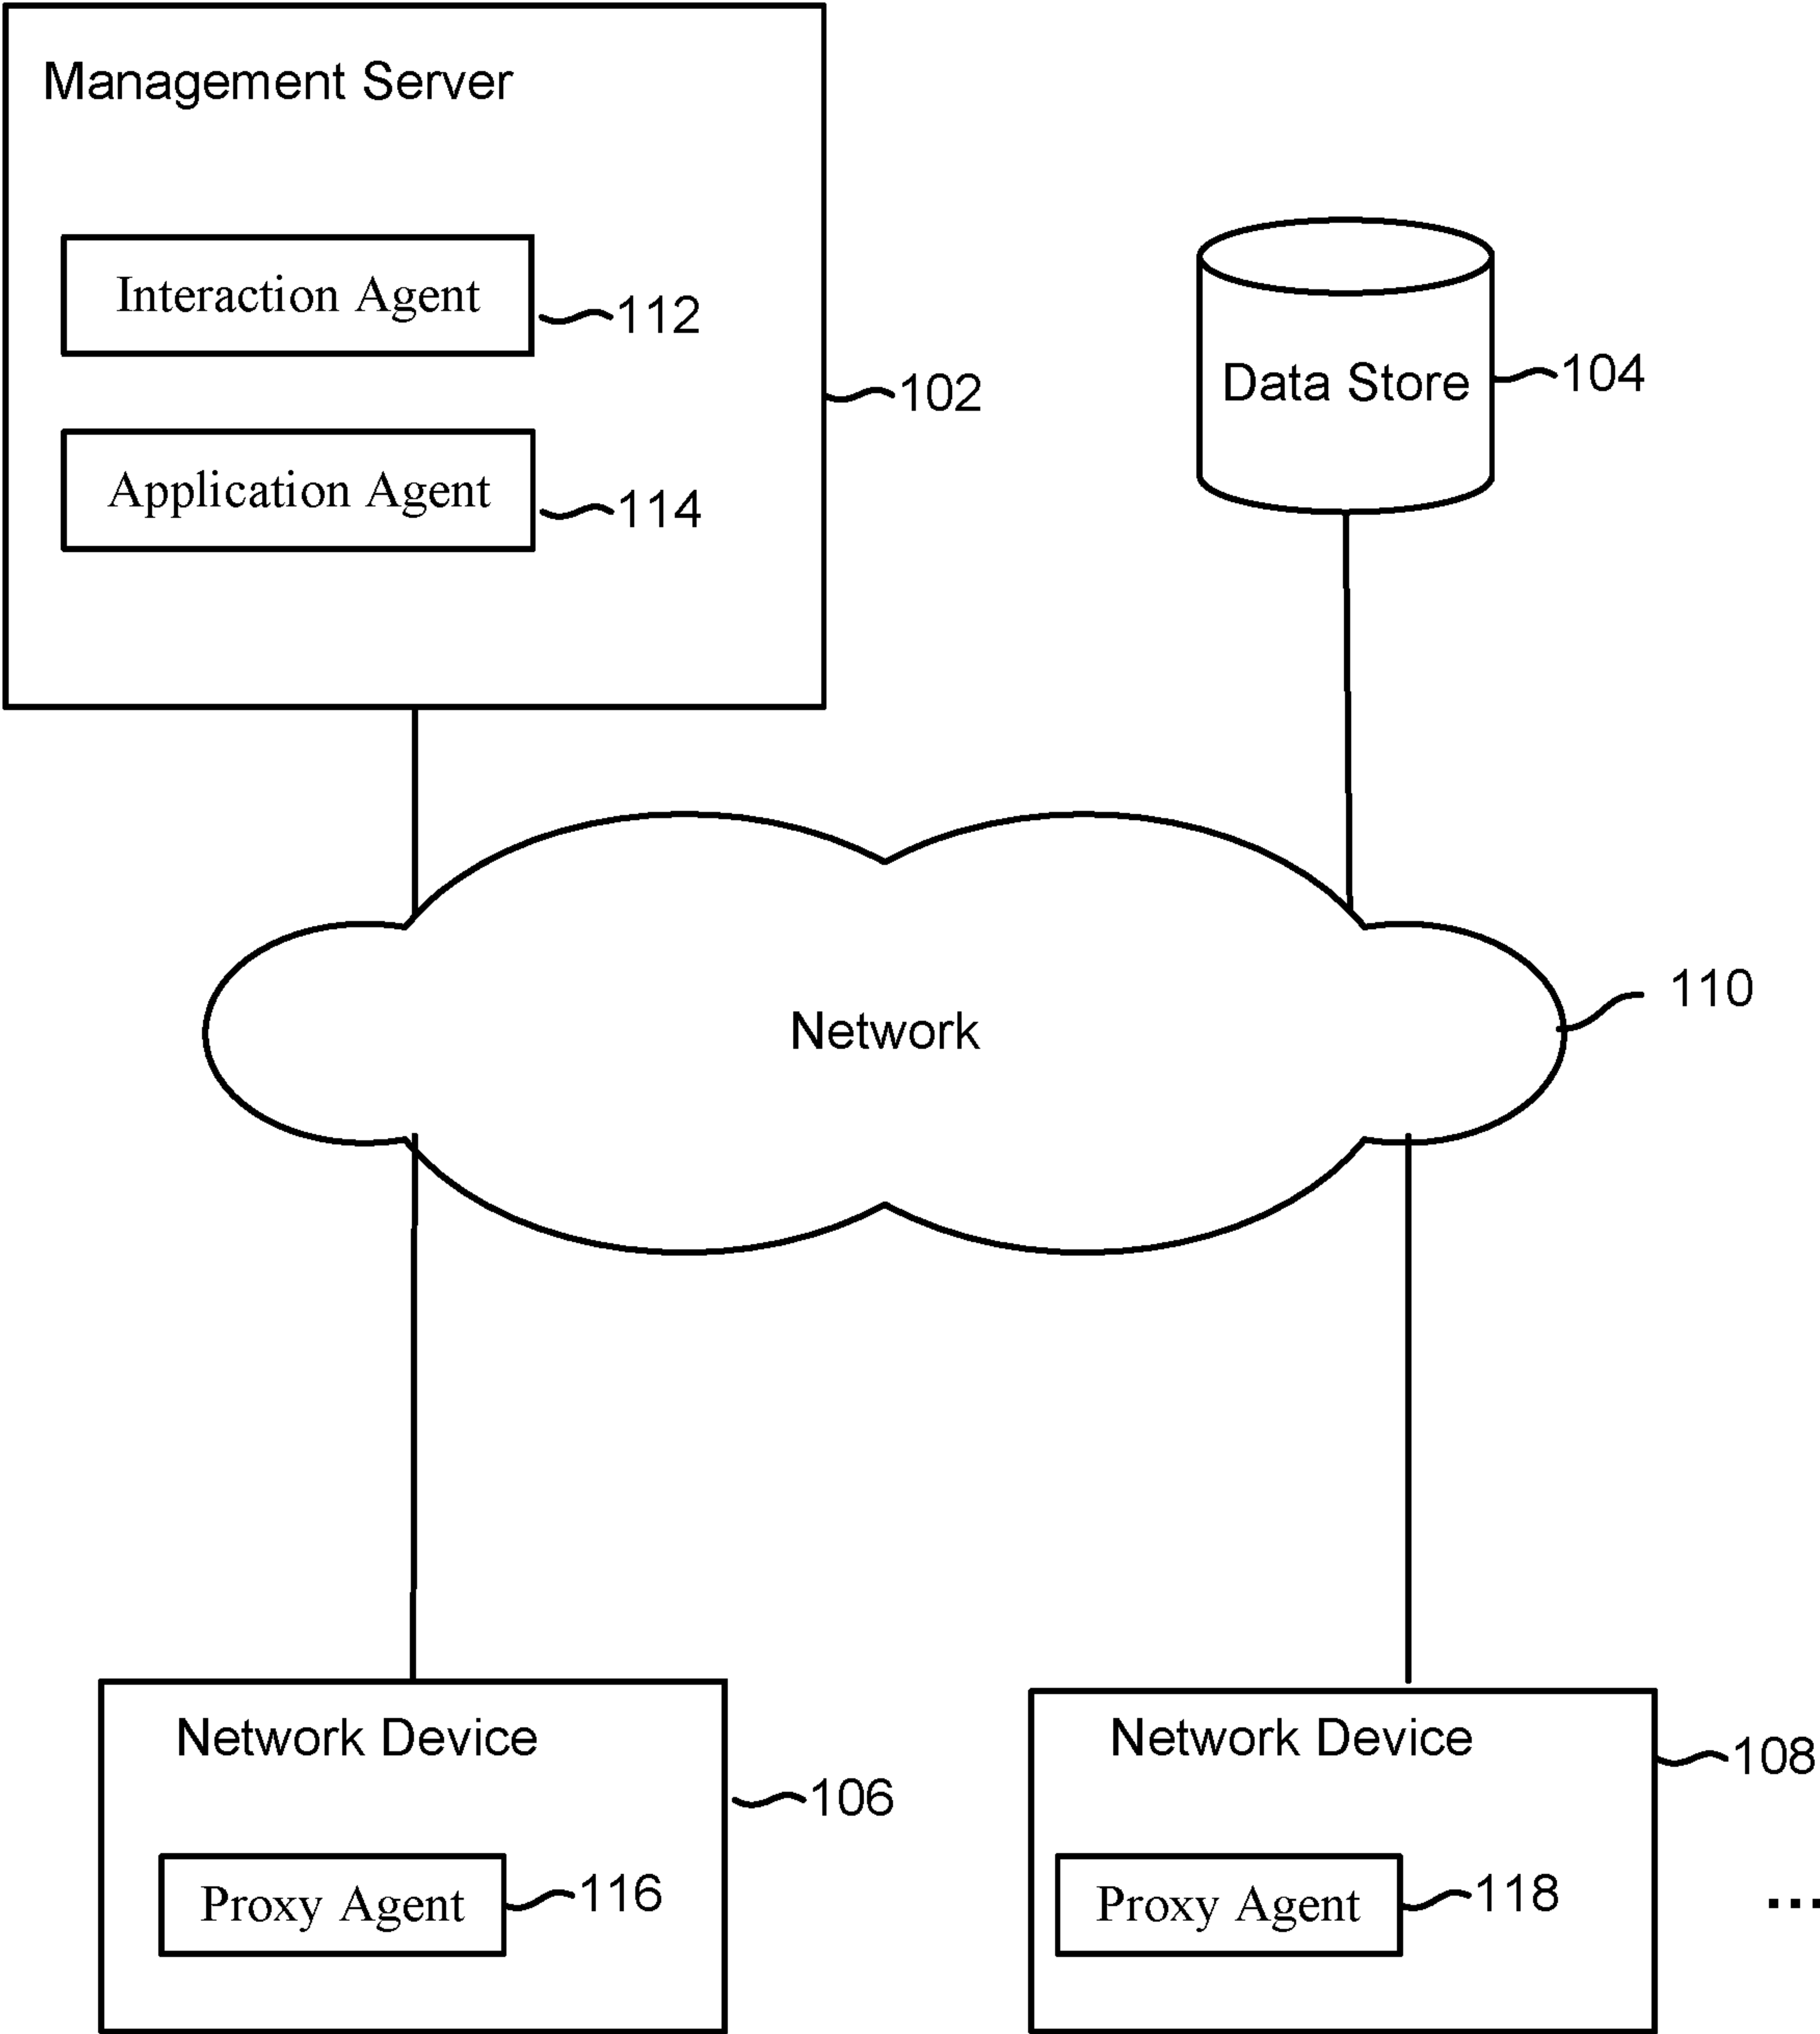 Management Server
Interaction Agent
112
102
Application Agent
114
Data Store
104
Network
110
Network Device
106
Proxy Agent
116
Network Device
108
Proxy Agent
118
...